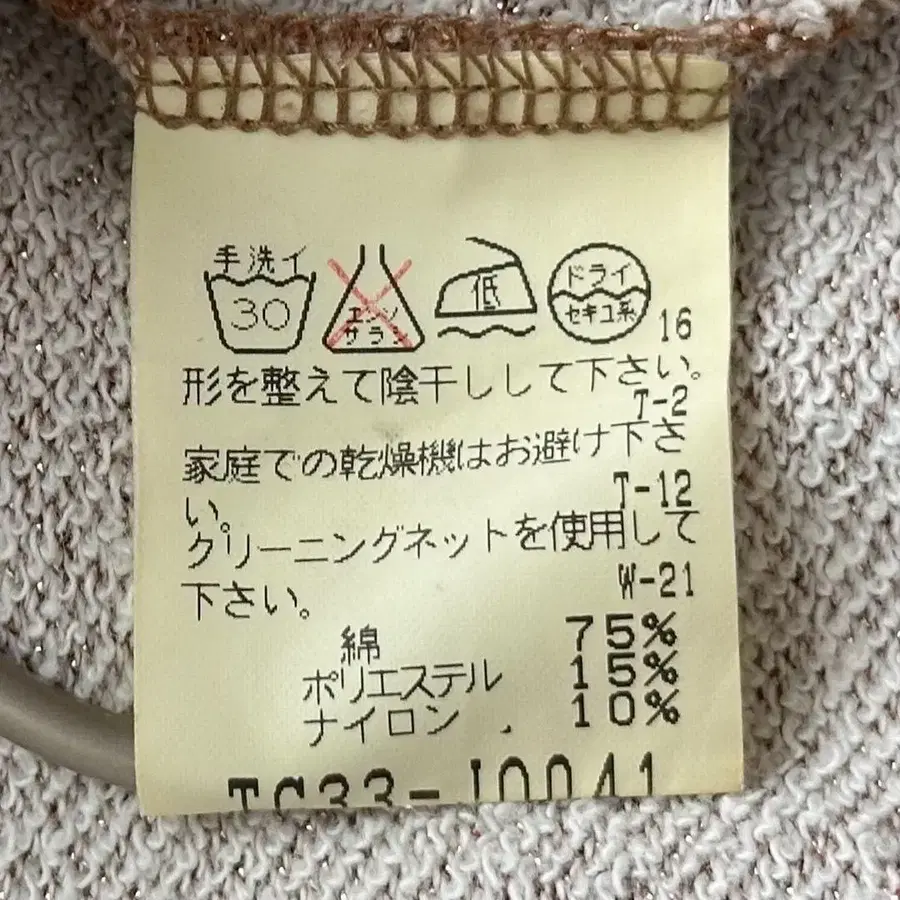 手洗イ
30
エンソ
サラシ
低
ドライ
セキユ系
16
形を整えて陰干しして下さい。
T-2
家庭での乾燥機はお避け下さ
い。
T-12
クリーニングネットを使用して
下さい。
W-21
綿 75%
ポリエステル 15%
ナイロン 10%